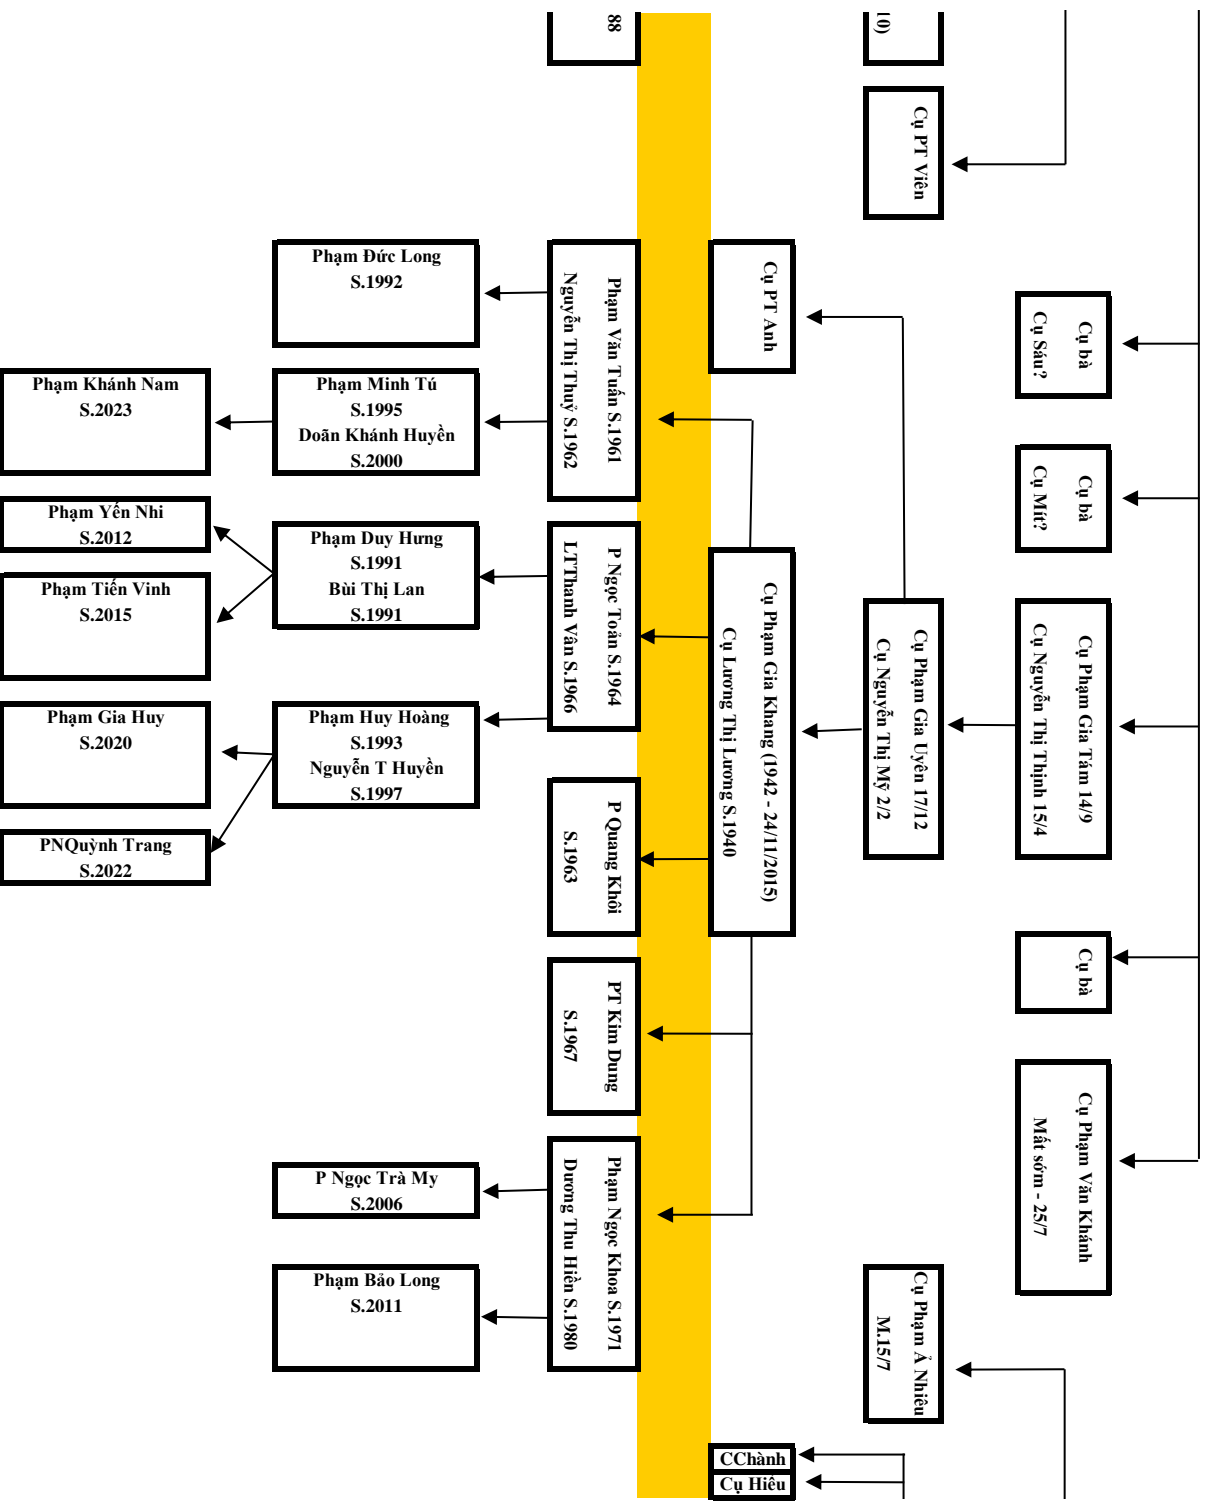 88
10)
Cụ PT Viên
Cụ bà
Cụ Sáu?
Cụ bà
Cụ Mít?
Cụ Phạm Gia Tám 14/9
Cụ Nguyễn Thị Thịnh 15/4
Cụ bà
Cụ Phạm Văn Khánh
Mất sớm - 25/7
Cụ Phạm Gia Uyên 17/12
Cụ Nguyễn Thị Mỹ 2/2
Cụ Phạm Ả Nhiêu
M.15/7
Cụ PT Anh
Cụ Phạm Gia Khang (1942 - 24/11/2015)
Cụ Lương Thị Lương S.1940
CChành
Cụ Hiếu
Phạm Văn Tuấn S.1961
Nguyễn Thị Thuỷ S.1962
P Ngọc Toản S.1964
LTThanh Vân S.1966
P Quang Khôi
S.1963
PT Kim Dung
S.1967
Phạm Ngọc Khoa S.1971
Dương Thu Hiền S.1980
Phạm Đức Long
S.1992
Phạm Minh Tú
S.1995
Doãn Khánh Huyền
S.2000
Phạm Duy Hưng
S.1991
Bùi Thị Lan
S.1991
Phạm Huy Hoàng
S.1993
Nguyễn T Huyền
S.1997
P Ngọc Trà My
S.2006
Phạm Bảo Long
S.2011
Phạm Khánh Nam
S.2023
Phạm Yến Nhi
S.2012
Phạm Tiến Vinh
S.2015
Phạm Gia Huy
S.2020
PNQuỳnh Trang
S.2022